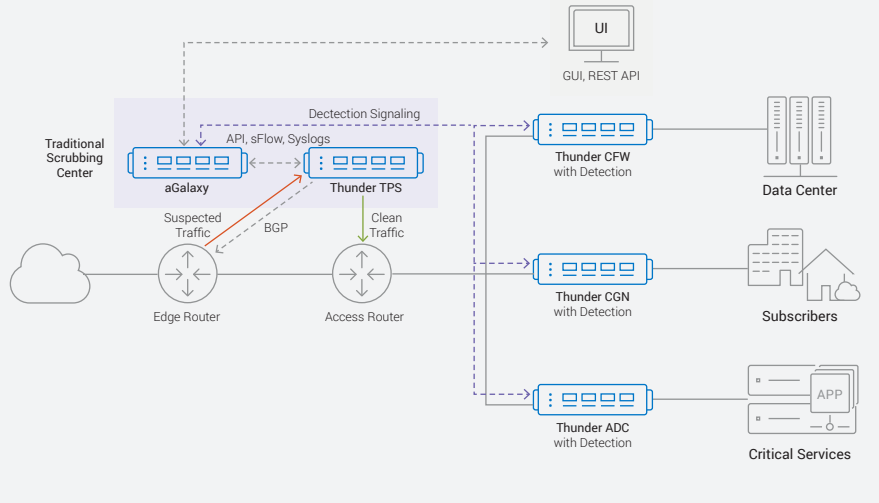 UI
GUI, REST API
Dectection Signaling
API, sFlow, Syslogs
Traditional
Scrubbing
Center
aGalaxy
Thunder TPS
Thunder CFW
with Detection
Data Center
Suspected
Traffic
BGP
Clean
Traffic
Edge Router
Access Router
Thunder CGN
with Detection
Subscribers
APP
Thunder ADC
with Detection
Critical Services